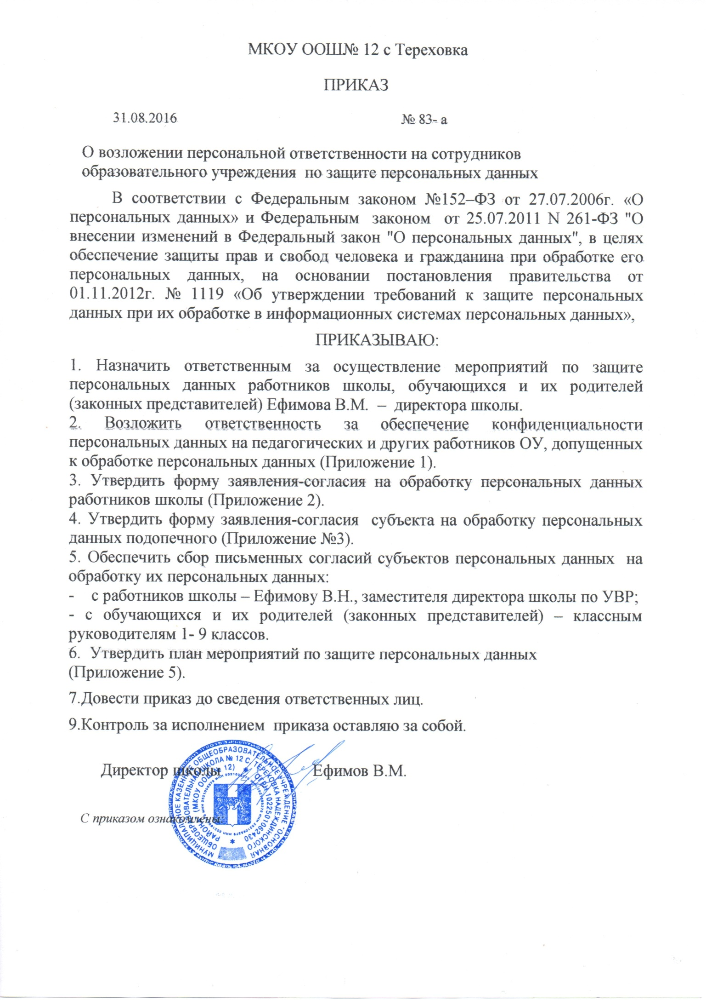 МКОУ ООШ№ 12 с Тереховка
ПРИКАЗ
31.08.2016 № 83- а
О возложении персональной ответственности на сотрудников
образовательного учреждения по защите персональных данных
В соответствии с Федеральным законом №152–ФЗ от 27.07.2006г. «О
персональных данных» и Федеральным законом от 25.07.2011 N 261-ФЗ "О
внесении изменений в Федеральный закон "О персональных данных", в целях
обеспечение защиты прав и свобод человека и гражданина при обработке его
персональных данных, на основании постановления правительства от
01.11.2012г. № 1119 «Об утверждении требований к защите персональных
данных при их обработке в информационных системах персональных данных»,
ПРИКАЗЫВАЮ:
1. Назначить ответственным за осуществление мероприятий по защите
персональных данных работников школы, обучающихся и их родителей
(законных представителей) Ефимова В.М. – директора школы.
2. Возложить ответственность за обеспечение конфиденциальности
персональных данных на педагогических и других работников ОУ, допущенных
к обработке персональных данных (Приложение 1).
3. Утвердить форму заявления-согласия на обработку персональных данных
работников школы (Приложение 2).
4. Утвердить форму заявления-согласия субъекта на обработку персональных
данных подопечного (Приложение №3).
5. Обеспечить сбор письменных согласий субъектов персональных данных на
обработку их персональных данных:
- с работников школы – Ефимову В.Н., заместителя директора школы по УВР;
- с обучающихся и их родителей (законных представителей) – классным
руководителям 1- 9 классов.
6. Утвердить план мероприятий по защите персональных данных
(Приложение 5).
7.Довести приказ до сведения ответственных лиц.
9.Контроль за исполнением приказа оставляю за собой.
Директор школы Ефимов В.М.
С приказом ознакомлены:
МУНИЦИПАЛЬНОЕ КАЗЕННОЕ ОБЩЕОБРАЗОВАТЕЛЬНОЕ УЧРЕЖДЕНИЕ "ОСНОВНАЯ
ОБЩЕОБРАЗОВАТЕЛЬНАЯ ШКОЛА № 12 С. ТЕРЕХОВКА НАДЕЖДИНСКОГО
РАЙОНА" (МКОУ ООШ № 12) * ОГРН 1022501062430 *
ИНН 2521005379 ИНН 2521005379 ИНН 2521005379